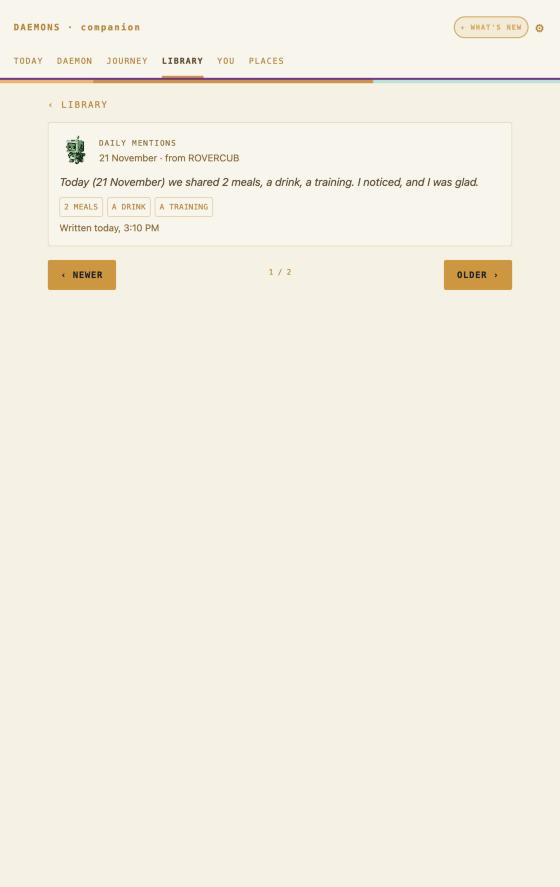 DAEMONS · companion
+ WHAT'S NEW
TODAY DAEMON JOURNEY LIBRARY YOU PLACES
‹ LIBRARY
DAILY MENTIONS
21 November · from ROVERCUB
Today (21 November) we shared 2 meals, a drink, a training. I noticed, and I was glad.
2 MEALS A DRINK A TRAINING
Written today, 3:10 PM
‹ NEWER 1 / 2 OLDER ›